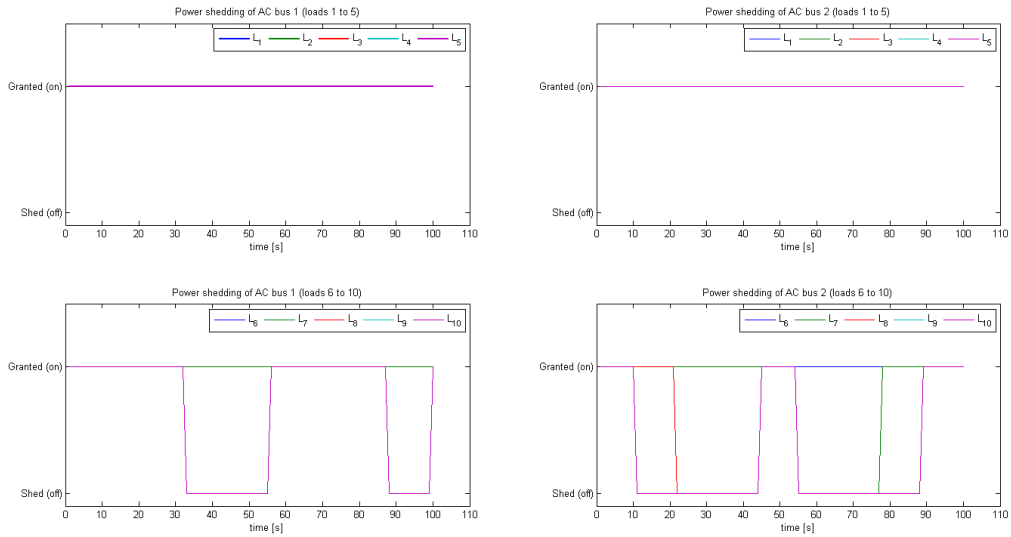 Power shedding of AC bus 1 (loads 1 to 5)
L1 L2 L3 L4 L5
Granted (on)
Shed (off)
0 10 20 30 40 50 60 70 80 90 100 110
time [s]
Power shedding of AC bus 2 (loads 1 to 5)
L1 L2 L3 L4 L5
Granted (on)
Shed (off)
0 10 20 30 40 50 60 70 80 90 100 110
time [s]
Power shedding of AC bus 1 (loads 6 to 10)
L6 L7 L8 L9 L10
Granted (on)
Shed (off)
0 10 20 30 40 50 60 70 80 90 100 110
time [s]
Power shedding of AC bus 2 (loads 6 to 10)
L6 L7 L8 L9 L10
Granted (on)
Shed (off)
0 10 20 30 40 50 60 70 80 90 100 110
time [s]